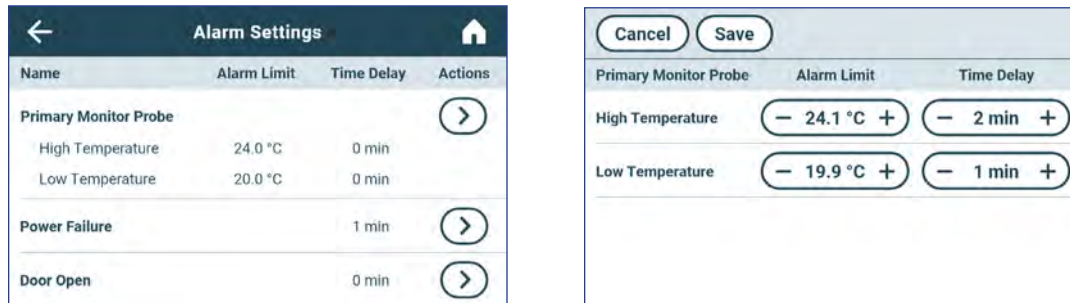 Alarm Settings
Name Alarm Limit Time Delay Actions
Primary Monitor Probe
High Temperature 24.0 °C 0 min
Low Temperature 20.0 °C 0 min
Power Failure 1 min
Door Open 0 min
Cancel Save
Primary Monitor Probe Alarm Limit Time Delay
High Temperature − 24.1 °C + − 2 min +
Low Temperature − 19.9 °C + − 1 min +